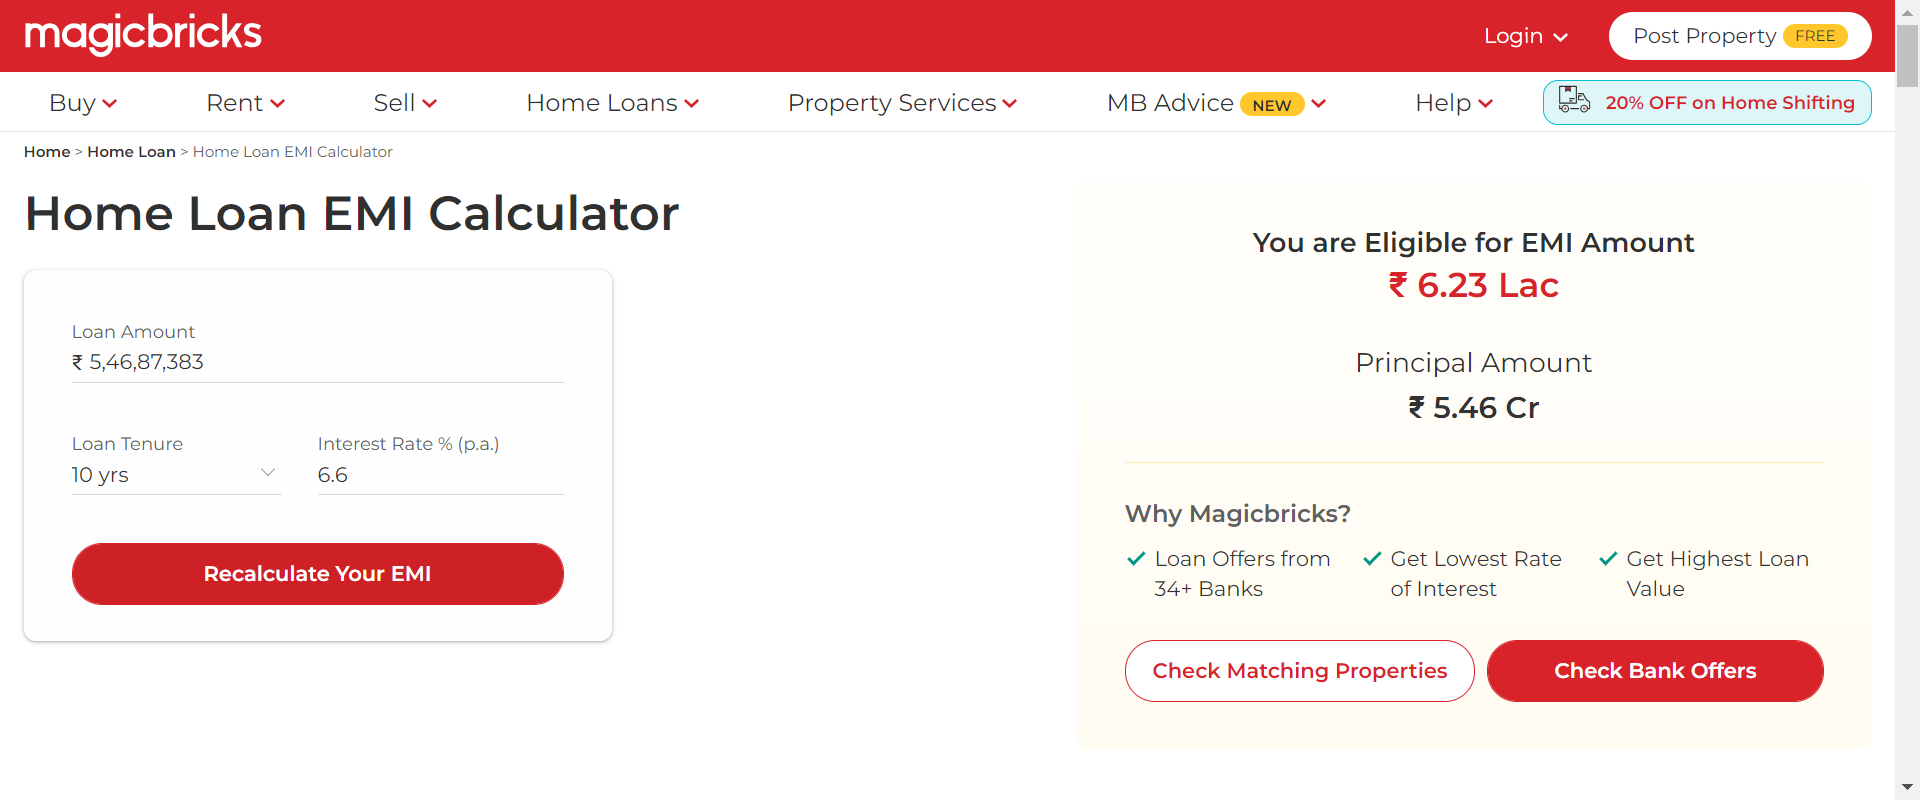 magicbricks
Login
Post Property FREE
Buy
Rent
Sell
Home Loans
Property Services
MB Advice NEW
Help
20% OFF on Home Shifting
Home > Home Loan > Home Loan EMI Calculator
Home Loan EMI Calculator
Loan Amount
₹ 5,46,87,383
Loan Tenure
10 yrs
Interest Rate % (p.a.)
6.6
Recalculate Your EMI
You are Eligible for EMI Amount
₹ 6.23 Lac
Principal Amount
₹ 5.46 Cr
Why Magicbricks?
Loan Offers from
34+ Banks
Get Lowest Rate
of Interest
Get Highest Loan
Value
Check Matching Properties
Check Bank Offers